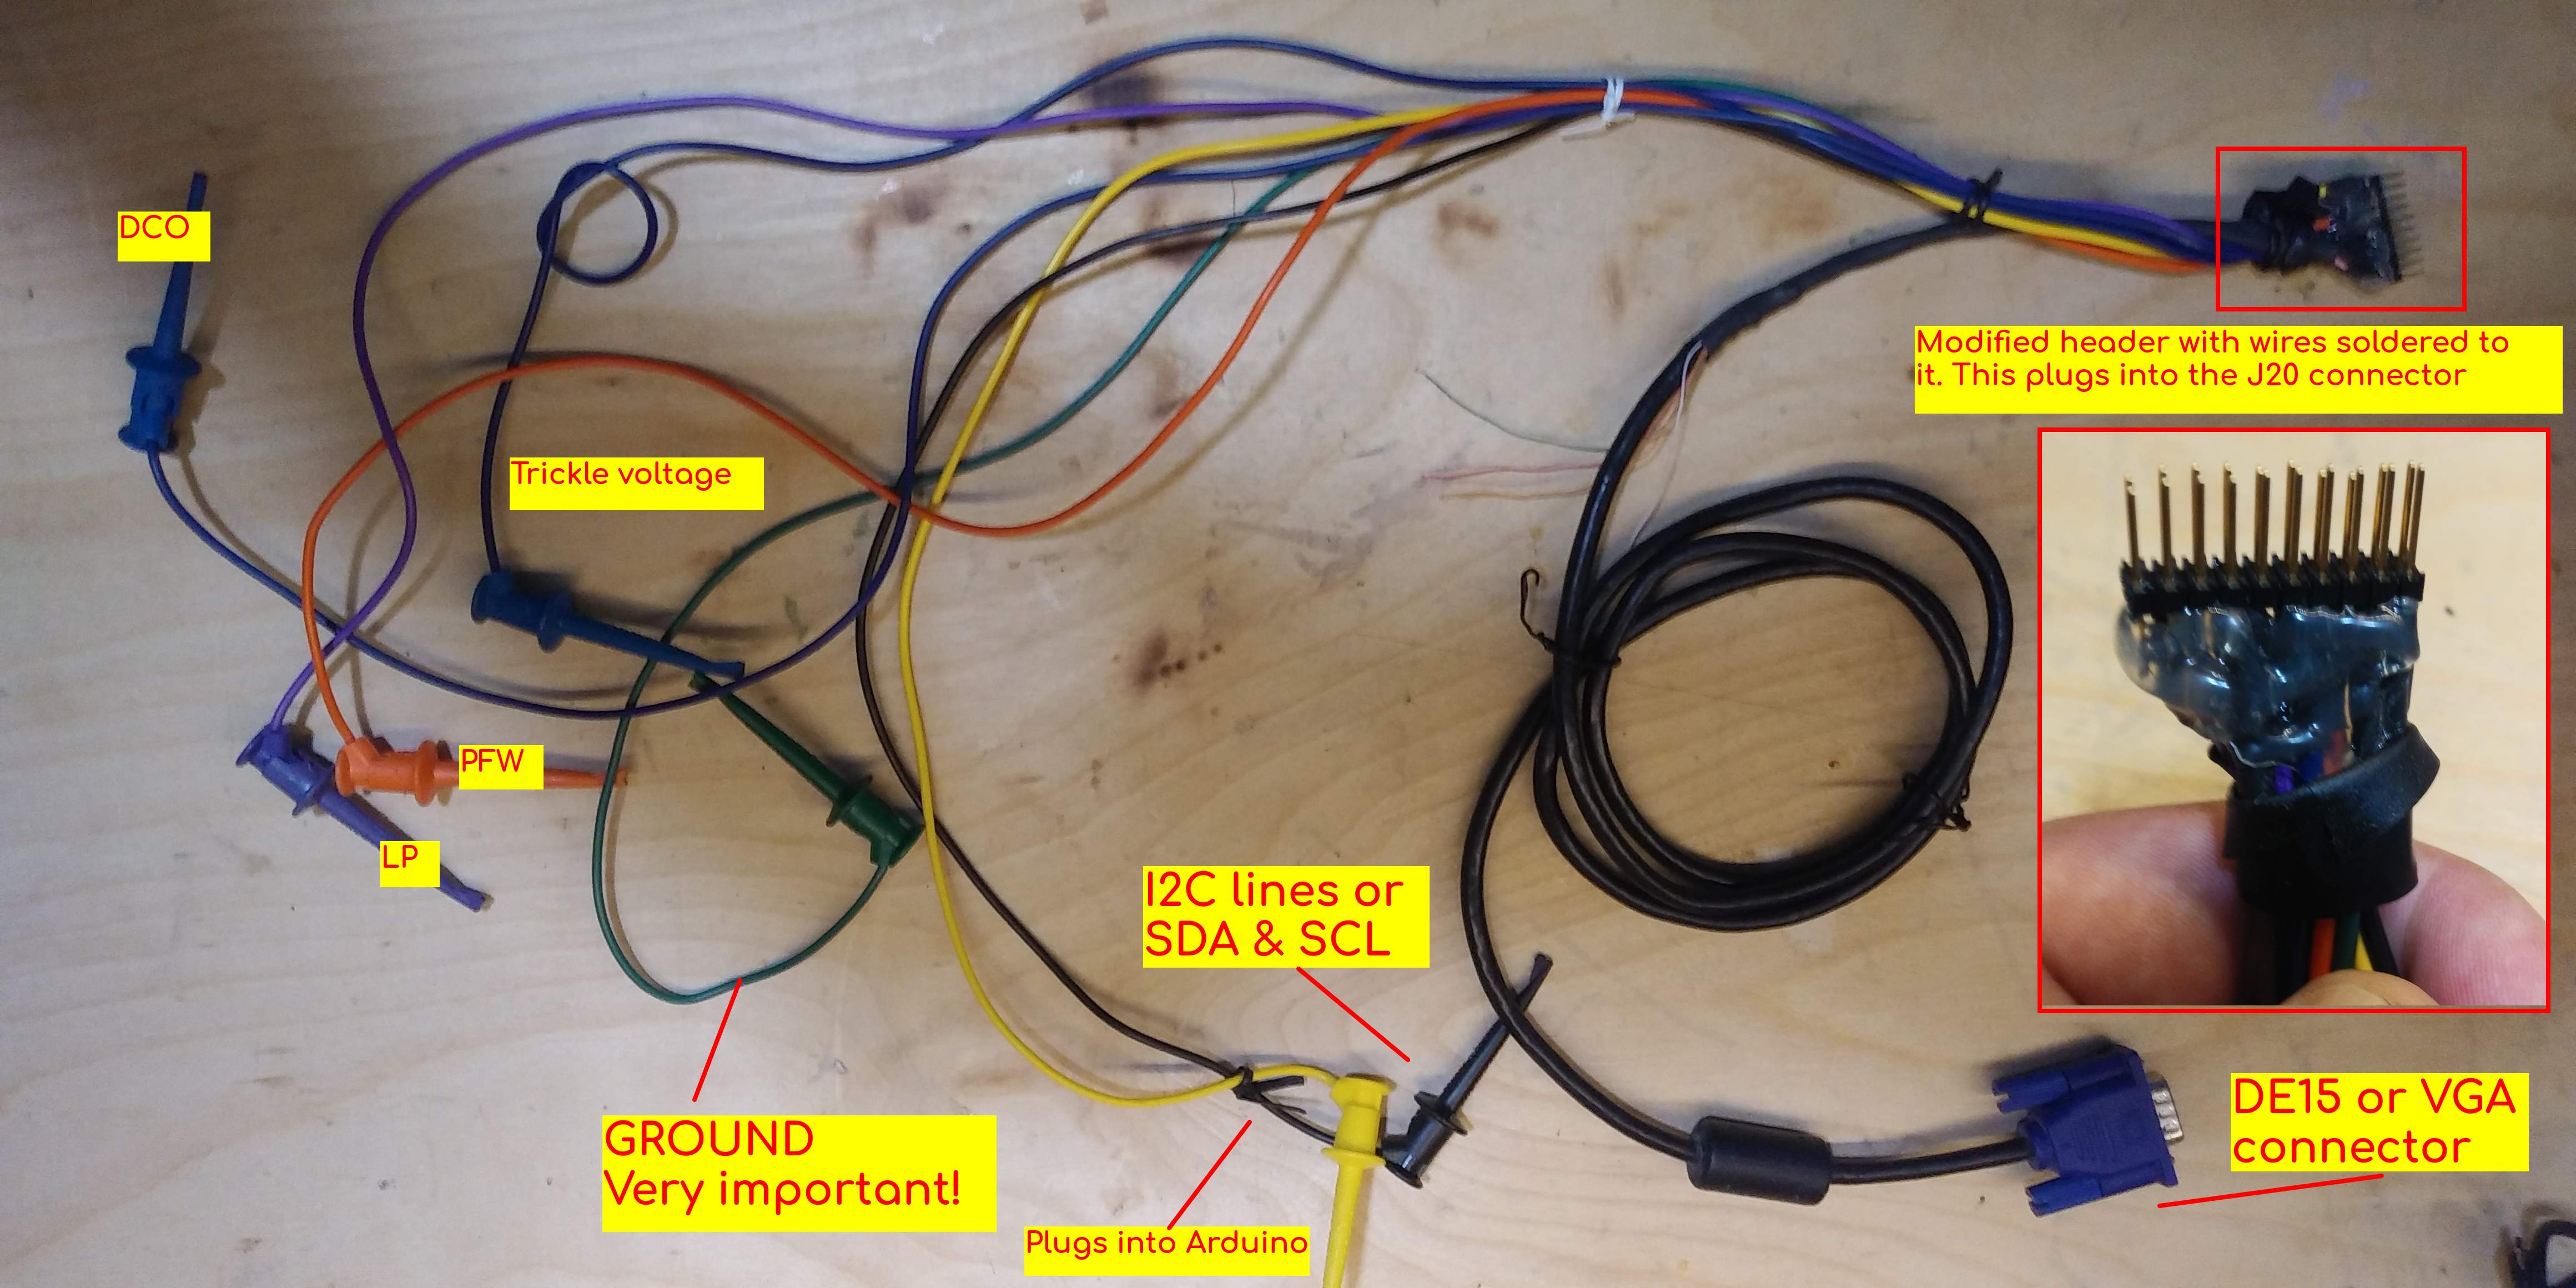 DCO
Modified header with wires soldered to
it. This plugs into the J20 connector
Trickle voltage
PFW
LP
I2C lines or
SDA & SCL
GROUND
Very important!
DE15 or VGA
connector
Plugs into Arduino